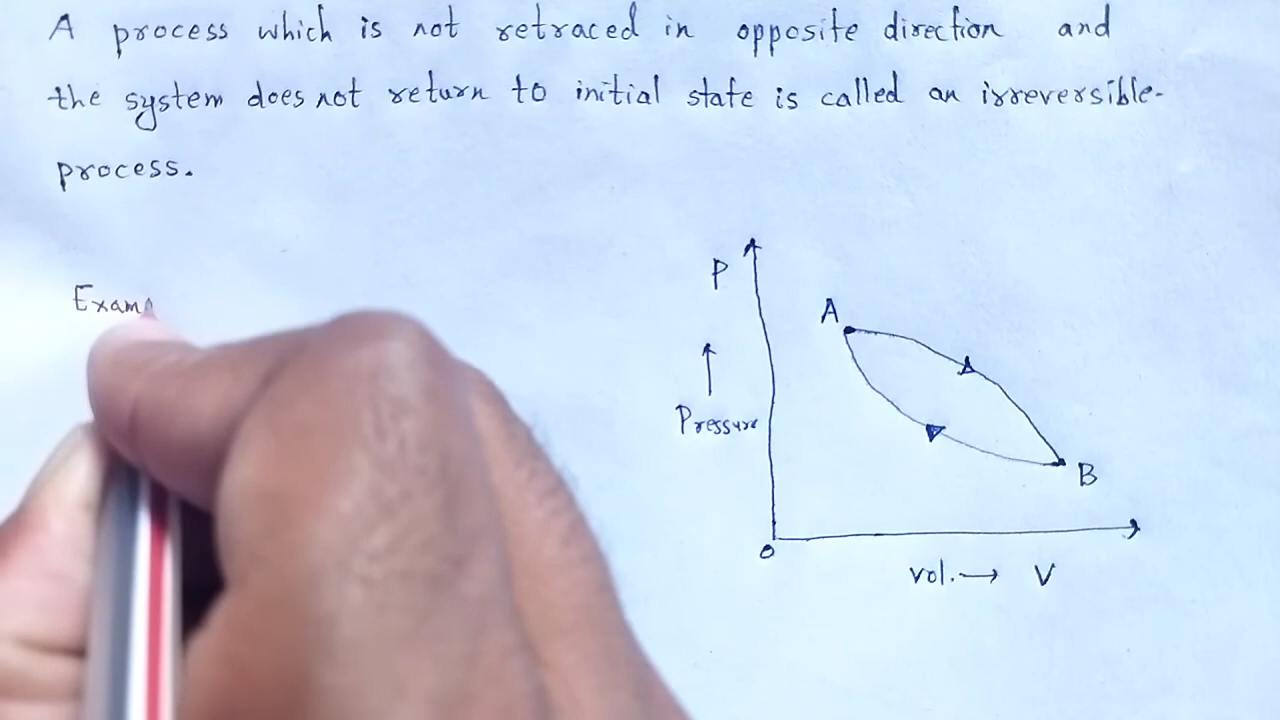 A process which is not retraced in opposite direction and
the system does not return to initial state is called an irreversible-
process.
Exam
P
A
Pressure
B
O
vol. → V